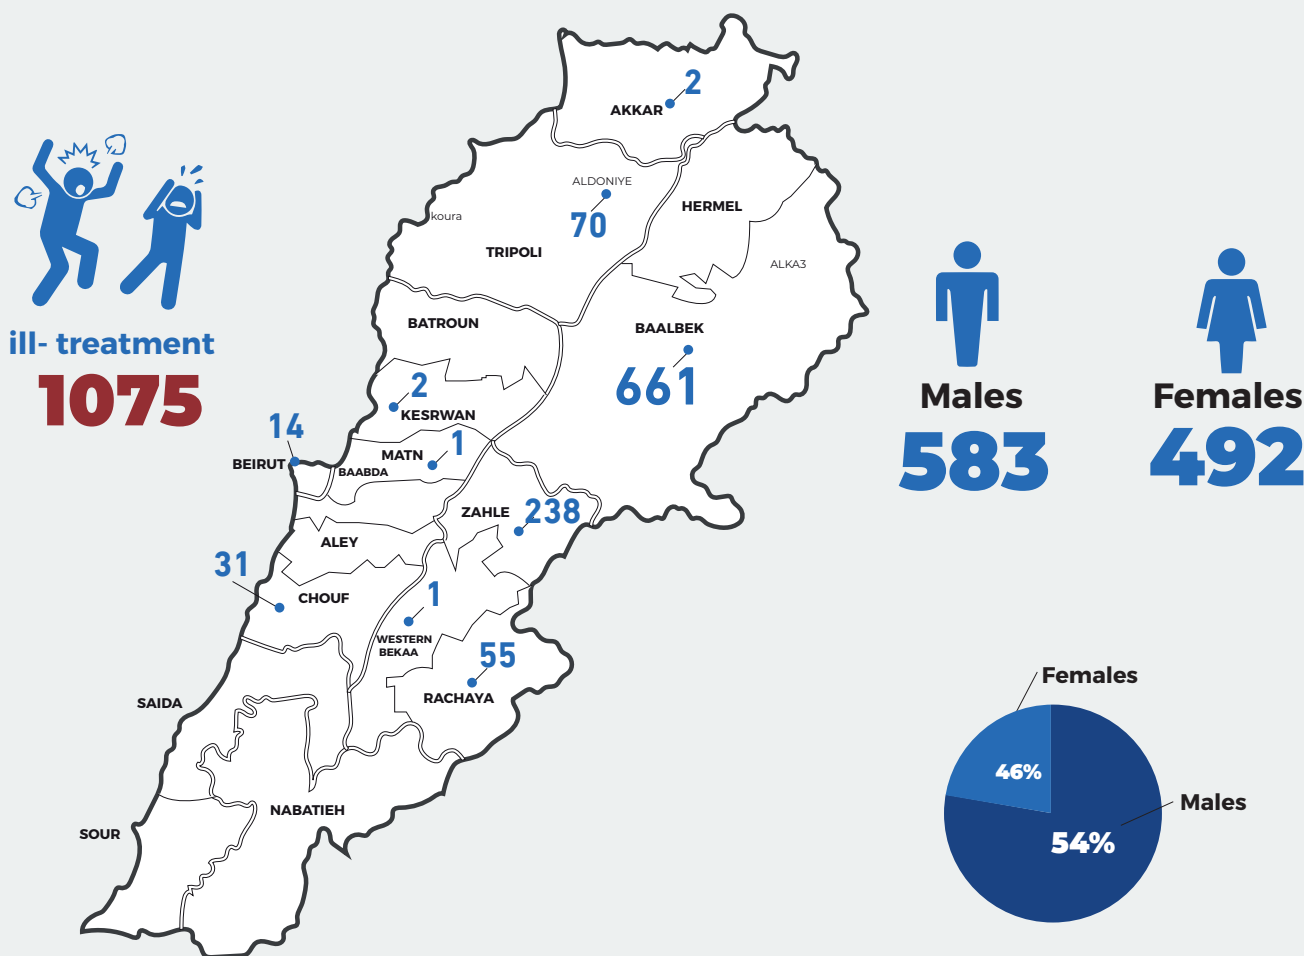 2
AKKAR
ALDONIYE
70
koura
HERMEL
TRIPOLI
ALKA3
BATROUN
BAALBEK
661
ill- treatment
1075
Males
583
Females
492
2
KESRWAN
14
1
MATN
BEIRUT
BAABDA
238
ZAHLE
ALEY
31
CHOUF
1
WESTERN
BEKAA
55
RACHAYA
SAIDA
NABATIEH
SOUR
Females
46%
Males
54%